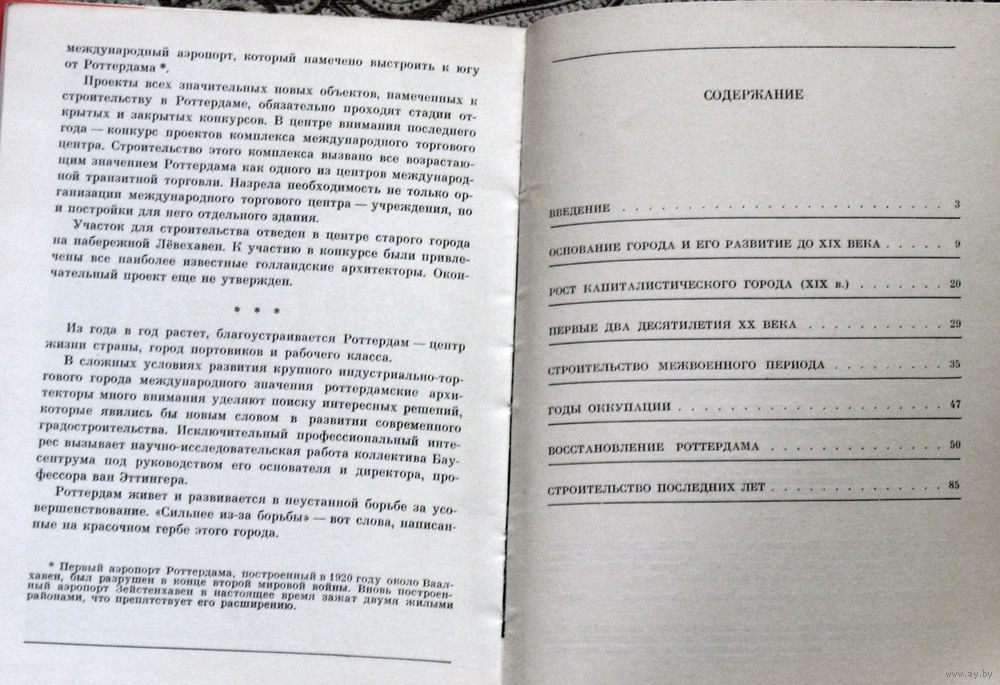 международный аэропорт, который намечено выстроить к югу
от Роттердама *.
Проекты всех значительных новых объектов, намеченных к
строительству в Роттердаме, обязательно проходят стадии от-
крытых и закрытых конкурсов. В центре внимания последнего
года — конкурс проектов комплекса международного торгового
центра. Строительство этого комплекса вызвано все возрастаю-
щим значением Роттердама как одного из центров международ-
ной транзитной торговли. Назрела необходимость не только ор-
ганизации международного торгового центра — учреждения, но
и постройки для него отдельного здания.
Участок для строительства отведен в центре старого города
на набережной Лёвехавен. К участию в конкурсе были привле-
чены все наиболее известные голландские архитекторы. Окон-
чательный проект еще не утвержден.
* * *
Из года в год растет, благоустраивается Роттердам — центр
жизни страны, город портовиков и рабочего класса.
В сложных условиях развития крупного индустриально-тор-
гового города международного значения роттердамские архи-
текторы много внимания уделяют поиску интересных решений,
которые явились бы новым словом в развитии современного
градостроительства. Исключительный профессиональный инте-
рес вызывает научно-исследовательская работа коллектива Бау-
сентрума под руководством его основателя и директора, про-
фессора ван Эттингера.
Роттердам живет и развивается в неустанной борьбе за усо-
вершенствование. «Сильнее из-за борьбы» — вот слова, написан-
ные на красочном гербе этого города.
* Первый аэропорт Роттердама, построенный в 1920 году около Ваал-
хавен, был разрушен в конце второй мировой войны. Вновь построен-
ный аэропорт Зейстенхавен в настоящее время зажат двумя жилыми
районами, что препятствует его расширению.
СОДЕРЖАНИЕ
ВВЕДЕНИЕ . . . . . . . . . . . . . . . . . . . . . . . . . . 3
ОСНОВАНИЕ ГОРОДА И ЕГО РАЗВИТИЕ ДО XIX ВЕКА . . . . . 9
РОСТ КАПИТАЛИСТИЧЕСКОГО ГОРОДА (XIX в.) . . . . . . . 20
ПЕРВЫЕ ДВА ДЕСЯТИЛЕТИЯ XX ВЕКА . . . . . . . . . . . 29
СТРОИТЕЛЬСТВО МЕЖВОЕННОГО ПЕРИОДА . . . . . . . . . 35
ГОДЫ ОККУПАЦИИ . . . . . . . . . . . . . . . . . . . . . 47
ВОССТАНОВЛЕНИЕ РОТТЕРДАМА . . . . . . . . . . . . . . 50
СТРОИТЕЛЬСТВО ПОСЛЕДНИХ ЛЕТ . . . . . . . . . . . . . 85
www.ay.by